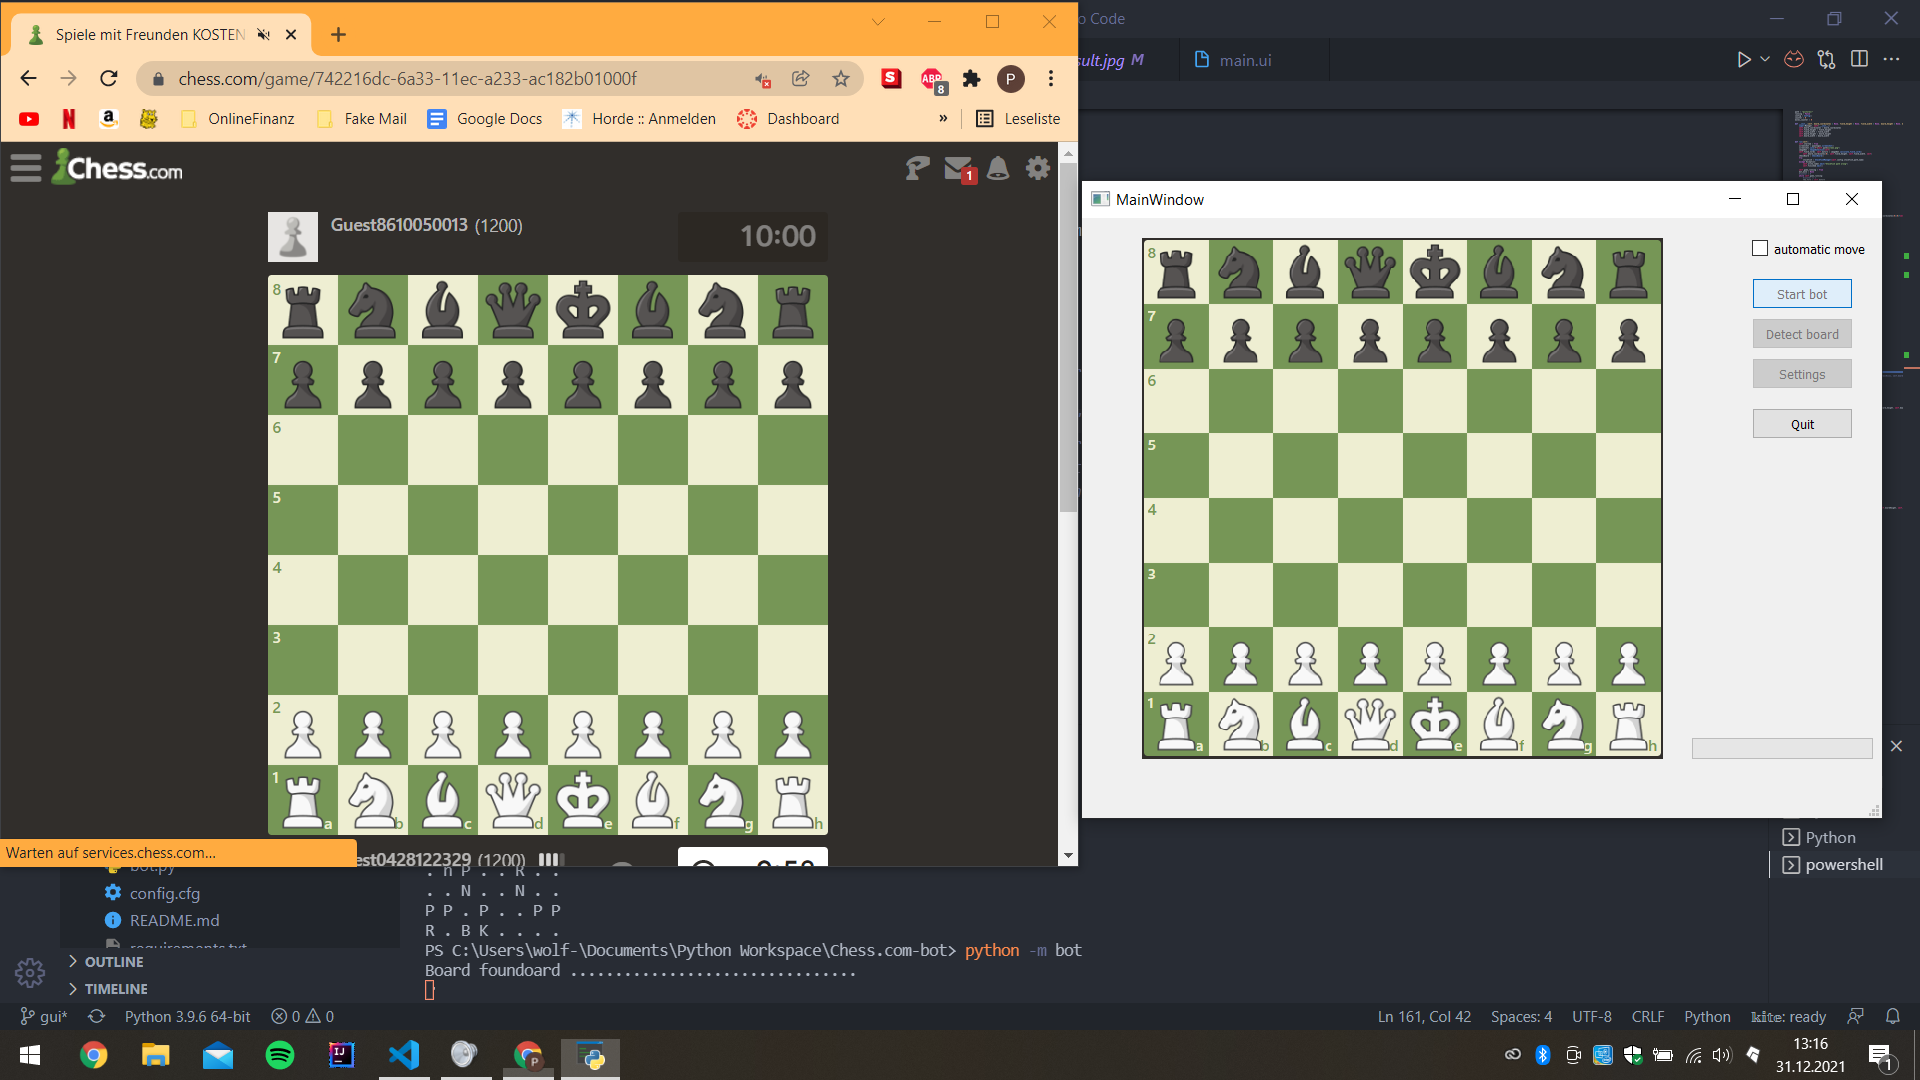 Spiele mit Freunden KOSTEN
o Code
chess.com/game/742216dc-6a33-11ec-a233-ac182b01000f
ABP
8
P
sult.jpg M
main.ui
OnlineFinanz
Fake Mail
Google Docs
Horde :: Anmelden
Dashboard
»
Leseliste
Chess.com
1
MainWindow
Guest8610050013 (1200)
10:00
automatic move
Start bot
Detect board
Settings
Quit
8
7
6
5
4
3
2
1
a b c d e f g h
8
7
6
5
4
3
2
1
a b c d e f g h
Warten auf services.chess.com...
est0428122329 (1200)
bot.py
config.cfg
README.md
requirements.txt
OUTLINE
TIMELINE
. n P . . R . .
. . N . . N . .
P P . P . . P P
R . B K . . . .
PS C:\Users\wolf-\Documents\Python Workspace\Chess.com-bot> python -m bot
Board foundoard ................................
Python
powershell
gui*
Python 3.9.6 64-bit
0
0
Ln 161, Col 42
Spaces: 4
UTF-8
CRLF
Python
kite: ready
13:16
31.12.2021
1